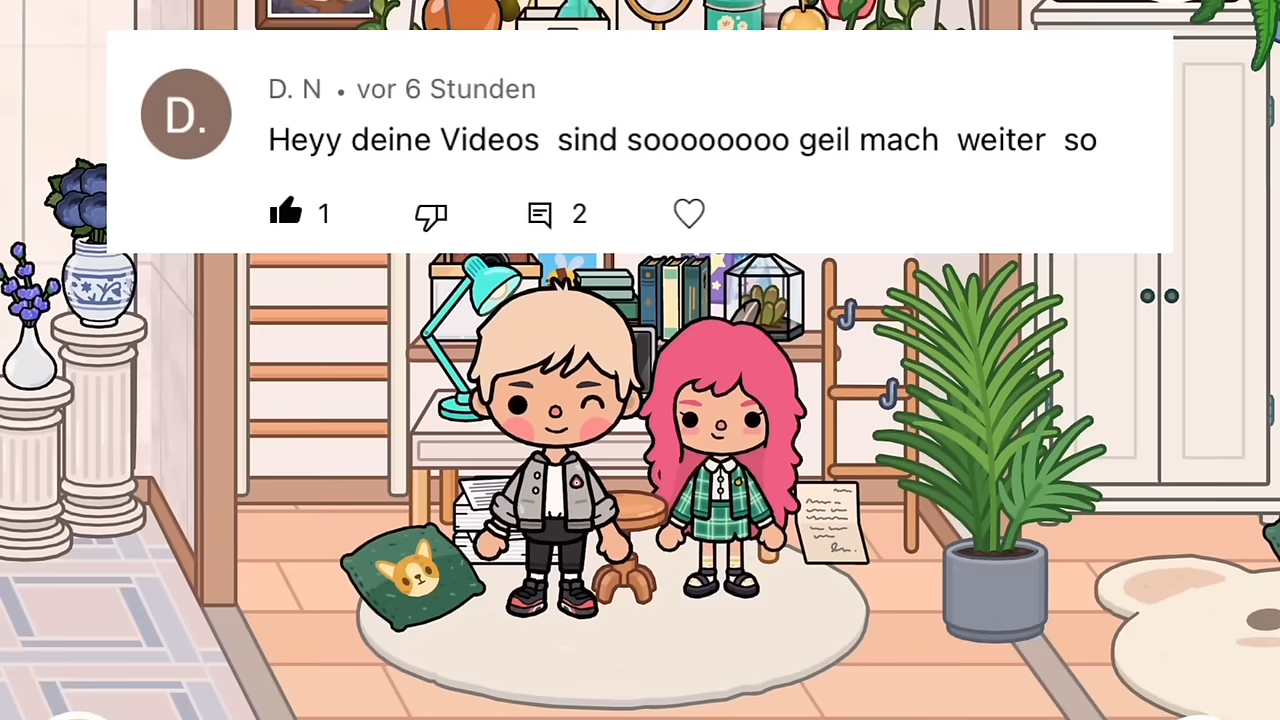 D.
D. N • vor 6 Stunden
Heyy deine Videos  sind soooooooo geil mach  weiter  so
1
2